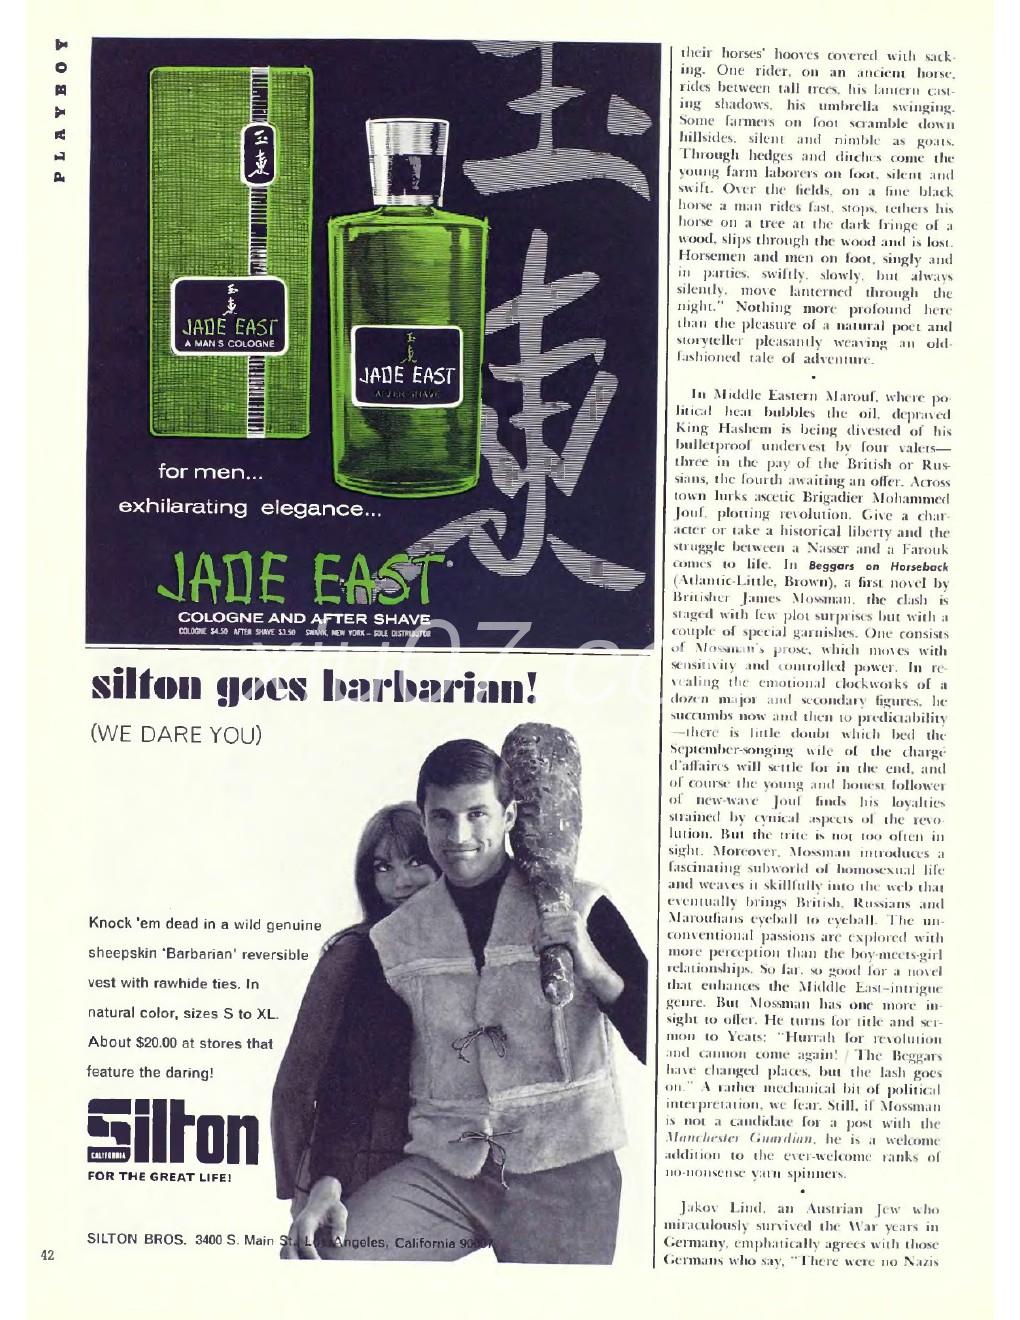 PLAYBOY
玉
東
JADE EAST
A MAN'S COLOGNE
玉
東
JADE EAST
AFTER SHAVE
玉
東
for men...
exhilarating elegance...
JADE EAST®
COLOGNE AND AFTER SHAVE
COLOGNE $4.50 AFTER SHAVE $3.50 SWANK, NEW YORK – SOLE DISTRIBUTOR
silton goes barbarian!
(WE DARE YOU)
Knock 'em dead in a wild genuine
sheepskin 'Barbarian' reversible
vest with rawhide ties. In
natural color, sizes S to XL.
About $20.00 at stores that
feature the daring!
Silton
CALIFORNIA
FOR THE GREAT LIFE!
SILTON BROS. 3400 S. Main St., Los Angeles, California 90007
42
their horses' hooves covered with sack-
ing. One rider, on an ancient horse,
rides between tall trees, his lantern cast-
ing shadows, his umbrella swinging.
Some farmers on foot scramble down
hillsides, silent and nimble as goats.
Through hedges and ditches come the
young farm laborers on foot, silent and
swift. Over the fields, on a fine black
horse a man rides fast, stops, tethers his
horse on a tree at the dark fringe of a
wood, slips through the wood and is lost.
Horsemen and men on foot, singly and
in parties, swiftly, slowly, but always
silently, move lanterned through the
night." Nothing more profound here
than the pleasure of a natural poet and
storyteller pleasantly weaving an old-
fashioned tale of adventure.
•
In Middle Eastern Marouf, where po-
litical heat bubbles the oil, depraved
King Hashem is being divested of his
bulletproof undervest by four valets—
three in the pay of the British or Rus-
sians, the fourth awaiting an offer. Across
town lurks ascetic Brigadier Mohammed
Jouf, plotting revolution. Give a char-
acter or take a historical liberty and the
struggle between a Nasser and a Farouk
comes to life. In Beggars on Horseback
(Atlantic-Little, Brown), a first novel by
Britisher James Mossman, the clash is
staged with few plot surprises but with a
couple of special garnishes. One consists
of Mossman's prose, which moves with
sensitivity and controlled power. In re-
vealing the emotional clockworks of a
dozen major and secondary figures, he
succumbs now and then to predictability
—there is little doubt which bed the
September-songing wife of the chargé
d'affaires will settle for in the end, and
of course the young and honest follower
of new-wave Jouf finds his loyalties
strained by cynical aspects of the revo-
lution. But the trite is not too often in
sight. Moreover, Mossman introduces a
fascinating subworld of homosexual life
and weaves it skillfully into the web that
eventually brings British, Russians and
Maroufians eyeball to eyeball. The un-
conventional passions are explored with
more perception than the boy-meets-girl
relationships. So far, so good for a novel
that enhances the Middle East-intrigue
genre. But Mossman has one more in-
sight to offer. He turns for title and ser-
mon to Yeats: "Hurrah for revolution
and cannon come again! / The Beggars
have changed places, but the lash goes
on." A rather mechanical bit of political
interpretation, we fear. Still, if Mossman
is not a candidate for a post with the
Manchester Guardian, he is a welcome
addition to the ever-welcome ranks of
no-nonsense yarn spinners.
•
Jakov Lind, an Austrian Jew who
miraculously survived the War years in
Germany, emphatically agrees with those
Germans who say, "There were no Nazis